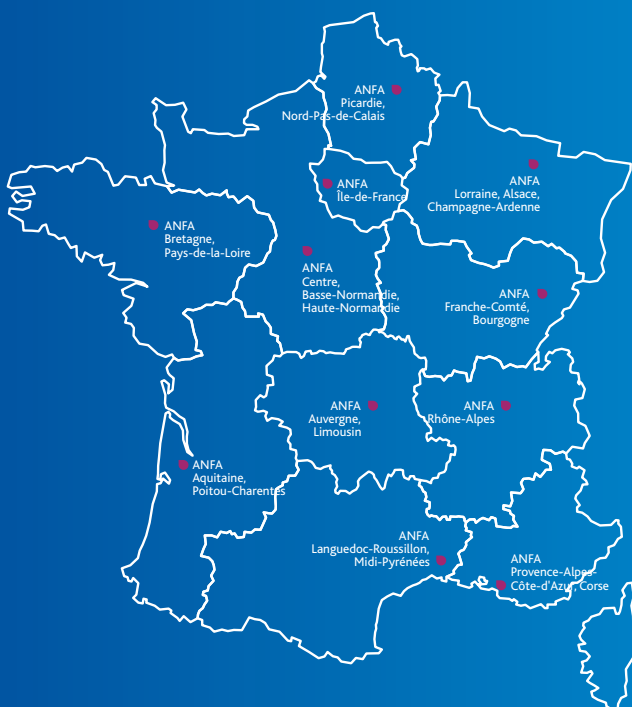 ANFA
Picardie,
Nord-Pas-de-Calais
ANFA
Île-de-France
ANFA
Lorraine, Alsace,
Champagne-Ardenne
ANFA
Bretagne,
Pays-de-la-Loire
ANFA
Centre,
Basse-Normandie,
Haute-Normandie
ANFA
Franche-Comté,
Bourgogne
ANFA
Auvergne,
Limousin
ANFA
Rhône-Alpes
ANFA
Aquitaine,
Poitou-Charentes
ANFA
Languedoc-Roussillon,
Midi-Pyrénées
ANFA
Provence-Alpes-
Côte-d'Azur, Corse